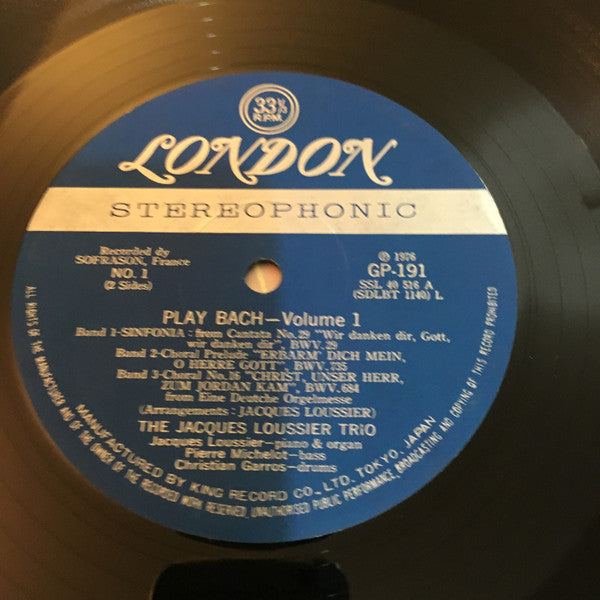 33⅓
R.P.M.
LONDON
STEREOPHONIC
Recorded by
SOFRASON, France
NO. 1
(2 Sides)
Ⓟ 1976
GP-191
SSL 40 516 A
(SDLBT 1140) L
PLAY BACH—Volume 1
Band 1-SINFONIA : from Cantata No.29 "Wir danken dir, Gott,
wir danken dir", BWV.29
Band 2-Choral Prelude "ERBARM' DICH MEIN,
O HERRE GOTT", BWV.735
Band 3-Choral No.16 "CHRIST, UNSER HERR,
ZUM JORDAN KAM", BWV.684
from Eine Deutche Orgelmesse
(Arrangements : JACQUES LOUSSIER)
THE JACQUES LOUSSIER TRIO
Jacques Loussier—piano & organ
Pierre Michelot—bass
Christian Garros—drums
MANUFACTURED BY KING RECORD CO., LTD. TOKYO, JAPAN
ALL RIGHTS OF THE MANUFACTURER AND OF THE OWNER OF THE RECORDED WORK RESERVED, UNAUTHORISED PUBLIC PERFORMANCE, BROADCASTING AND COPYING OF THIS RECORD PROHIBITED